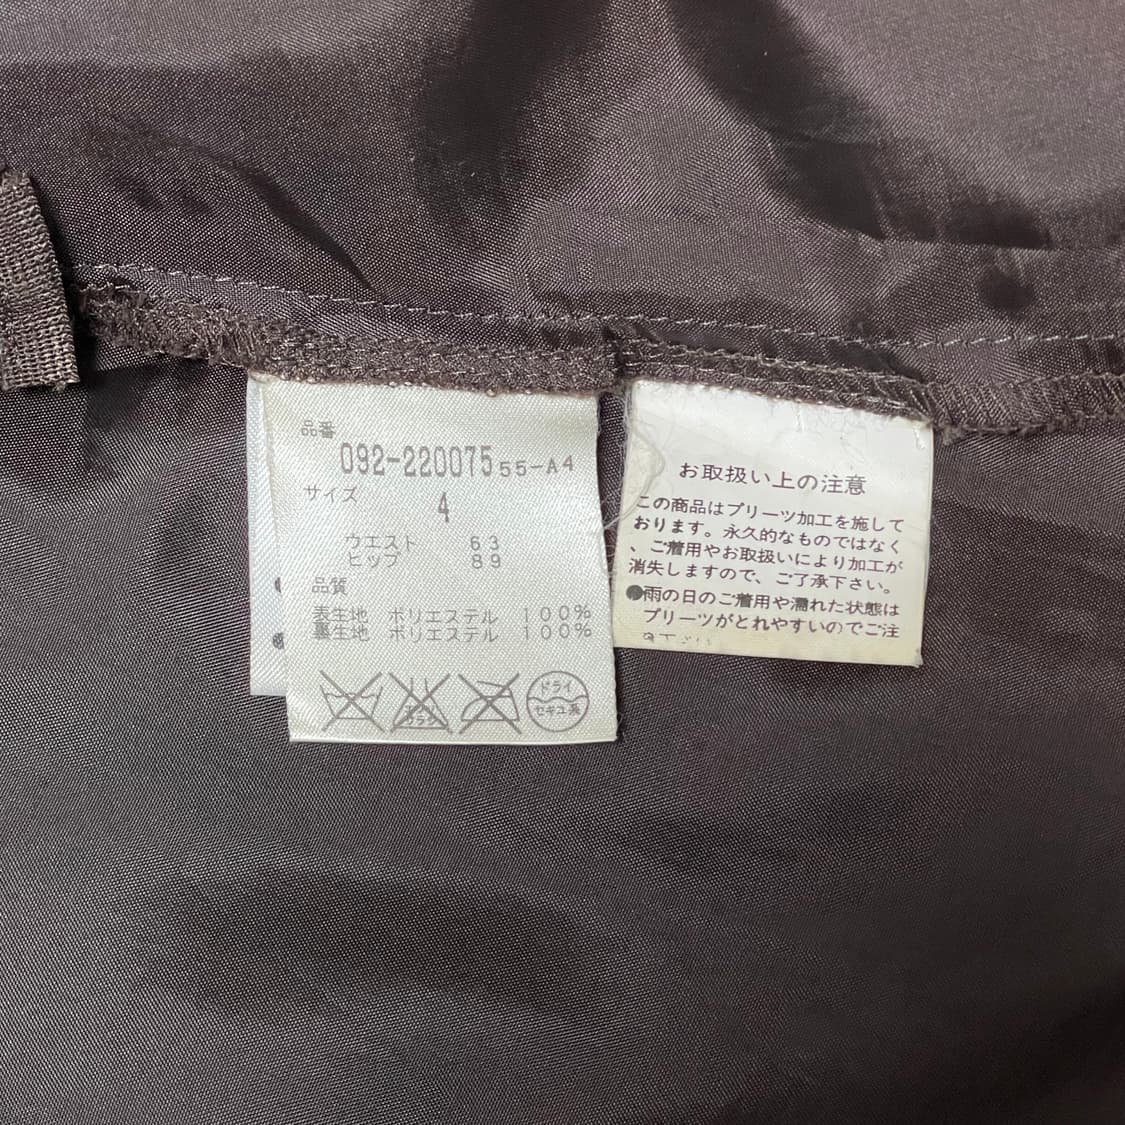 品番
092-220075 55-A4
サイズ
4
ウエスト 63
ヒップ 89
品質
表生地 ポリエステル 100%
裏生地 ポリエステル 100%
ドライ
セキユ系
お取扱い上の注意
この商品はプリーツ加工を施して
おります。永久的なものではなく
、ご着用やお取扱いにより加工が
消失しますので、ご了承下さい。
●雨の日のご着用や濡れた状態は
プリーツがとれやすいのでご注